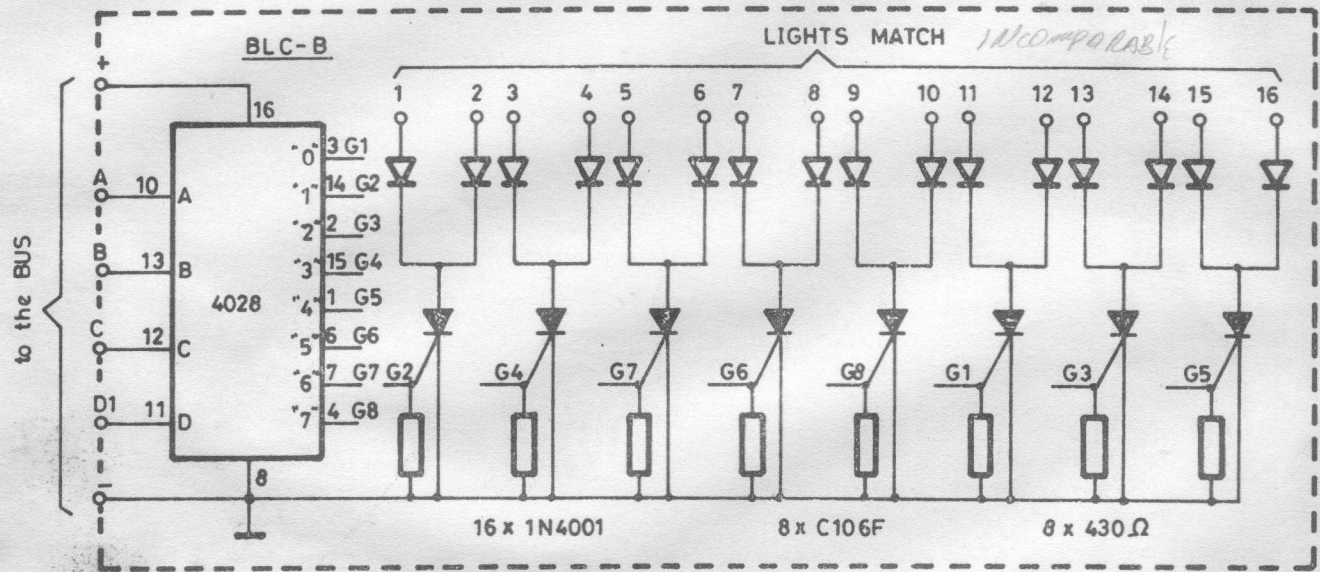 BLC-B
LIGHTS MATCH INCOMPARABLE
+
1 2 3 4 5 6 7 8 9 10 11 12 13 14 15 16
16
"0" 3 G1
A 10 A "1" 14 G2
"2" 2 G3
B 13 B "3" 15 G4
4028 "4" 1 G5
C 12 C "5" 6 G6
"6" 7 G7
D1 11 D "7" 4 G8
to the BUS
G2 G4 G7 G6 G8 G1 G3 G5
8
-
16 x 1N4001 8 x C106F 8 x 430Ω